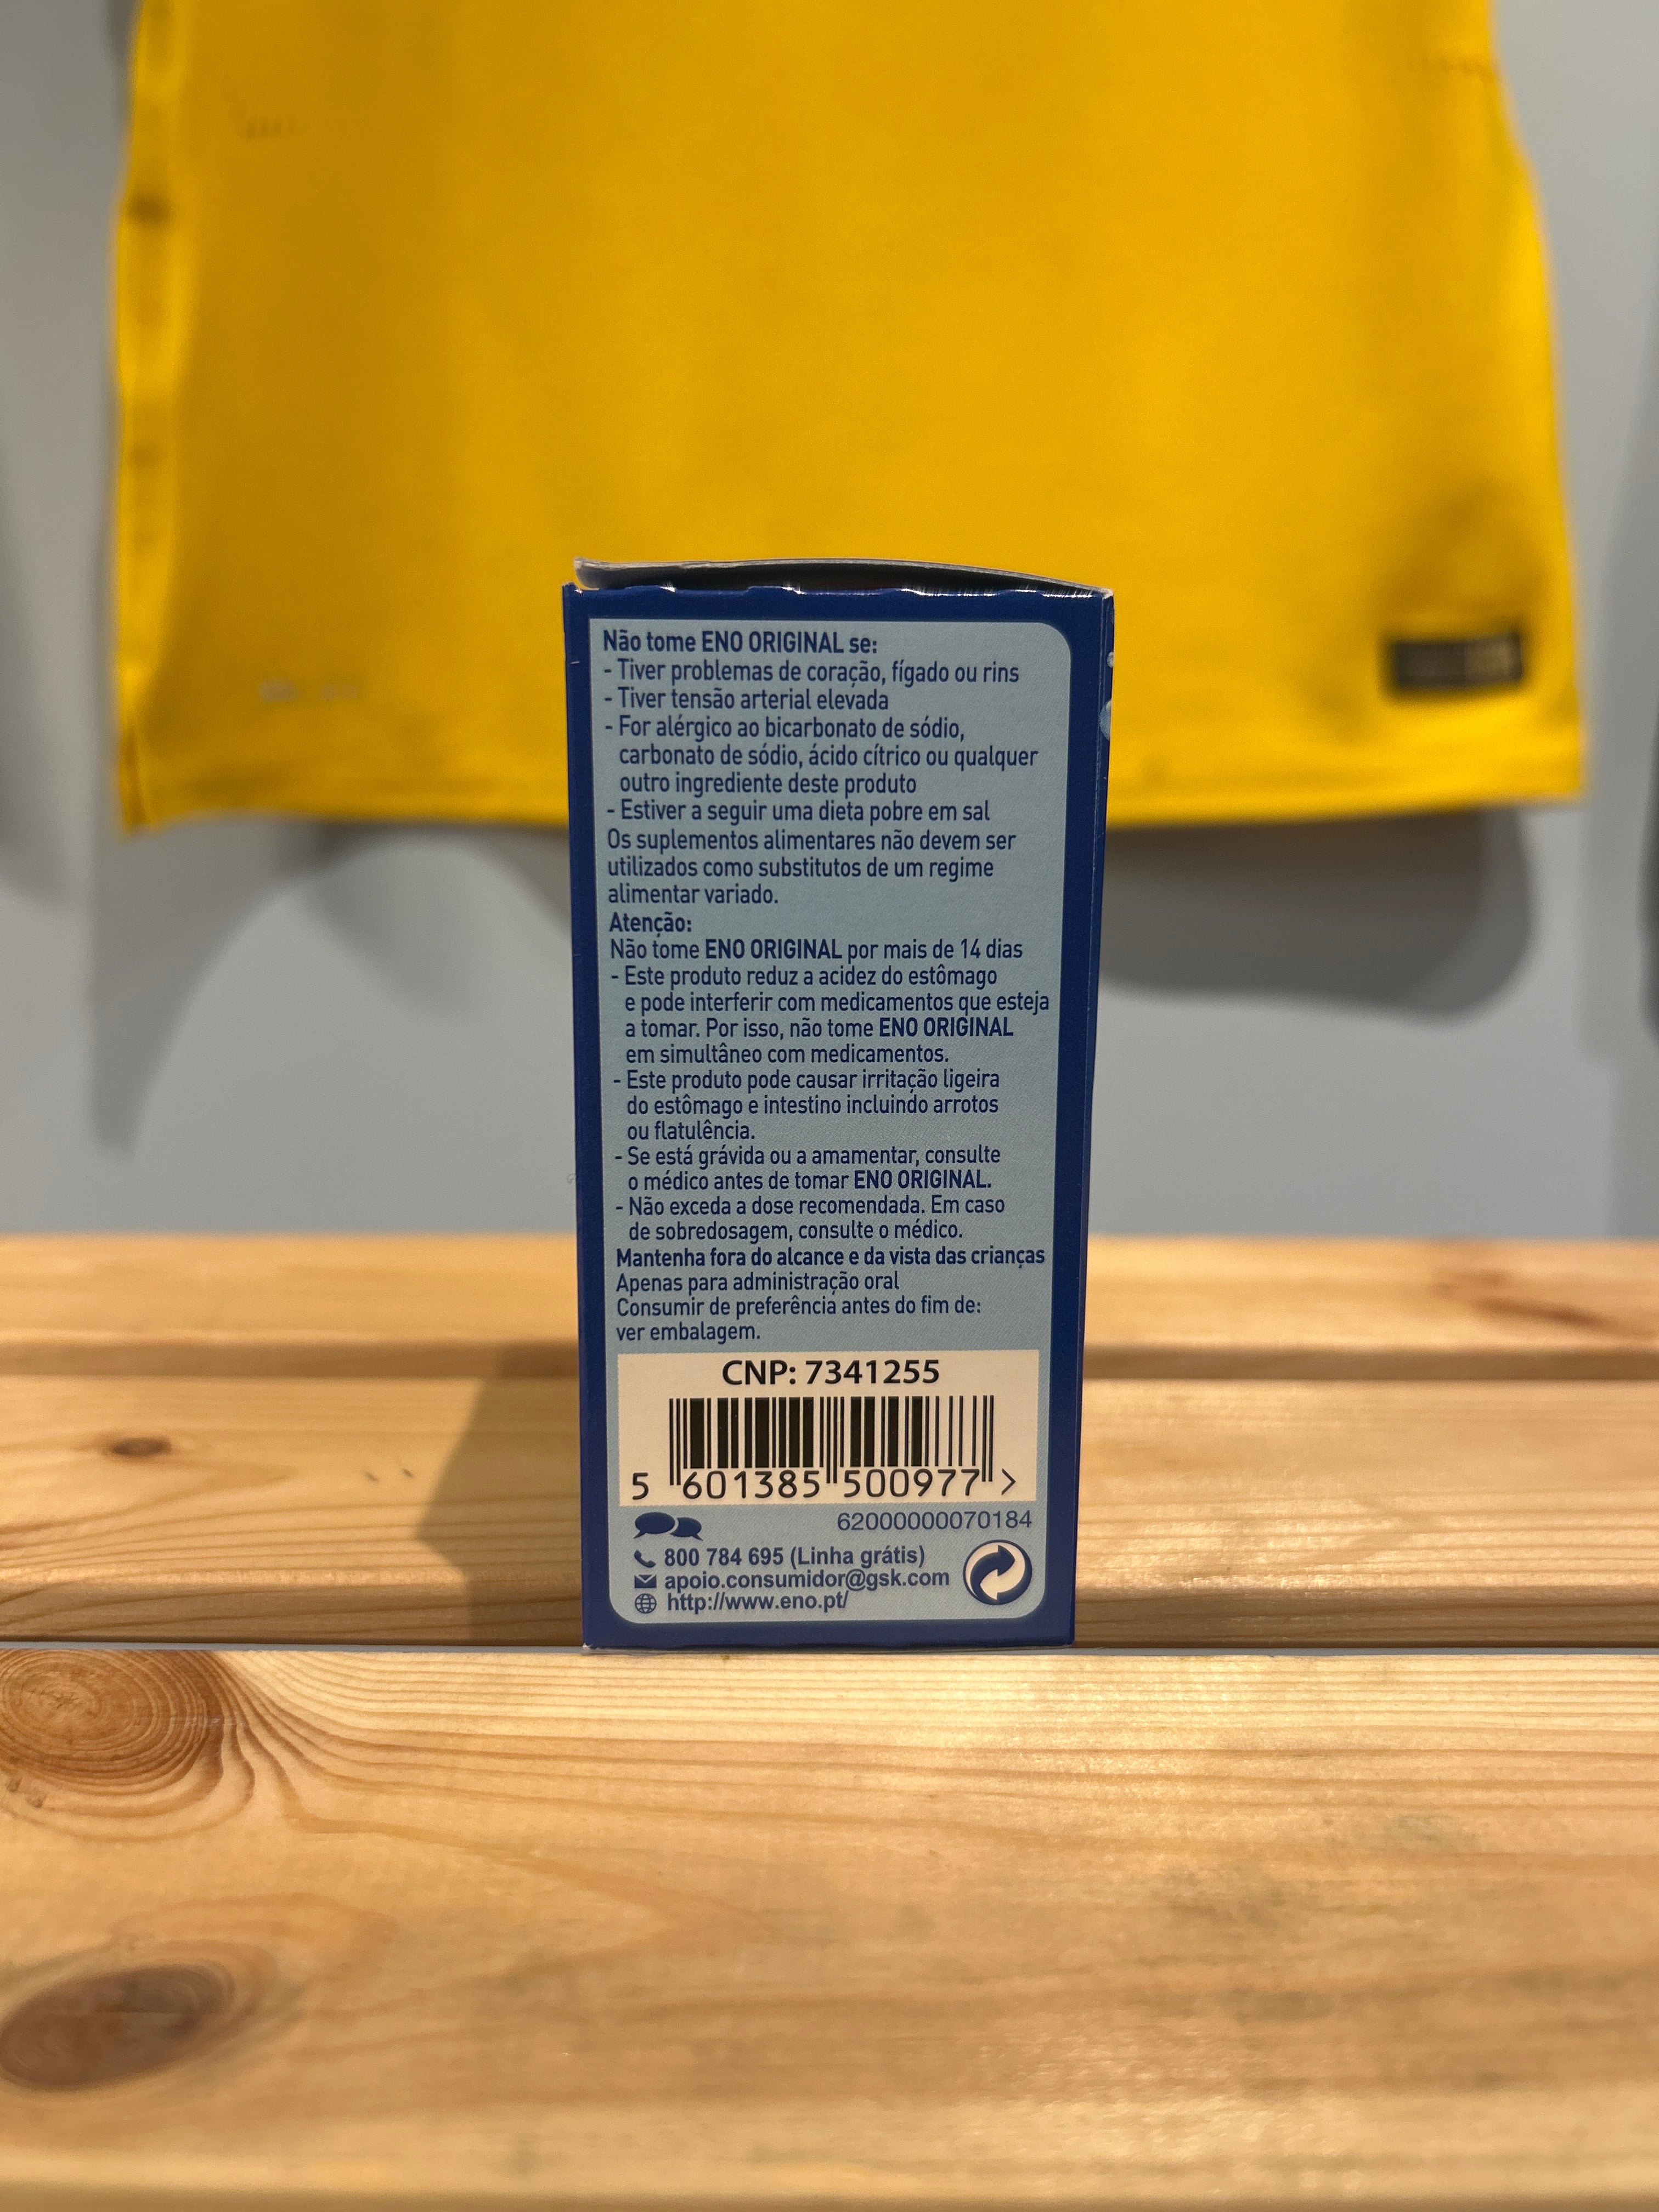 Não tome ENO ORIGINAL se:
- Tiver problemas de coração, fígado ou rins
- Tiver tensão arterial elevada
- For alérgico ao bicarbonato de sódio,
carbonato de sódio, ácido cítrico ou qualquer
outro ingrediente deste produto
- Estiver a seguir uma dieta pobre em sal
Os suplementos alimentares não devem ser
utilizados como substitutos de um regime
alimentar variado.
Atenção:
Não tome ENO ORIGINAL por mais de 14 dias
- Este produto reduz a acidez do estômago
e pode interferir com medicamentos que esteja
a tomar. Por isso, não tome ENO ORIGINAL
em simultâneo com medicamentos.
- Este produto pode causar irritação ligeira
do estômago e intestino incluindo arrotos
ou flatulência.
- Se está grávida ou a amamentar, consulte
o médico antes de tomar ENO ORIGINAL.
- Não exceda a dose recomendada. Em caso
de sobredosagem, consulte o médico.
Mantenha fora do alcance e da vista das crianças
Apenas para administração oral
Consumir de preferência antes do fim de:
ver embalagem.
CNP: 7341255
5 601385 500977 >
62000000070184
800 784 695 (Linha grátis)
apoio.consumidor@gsk.com
http://www.eno.pt/